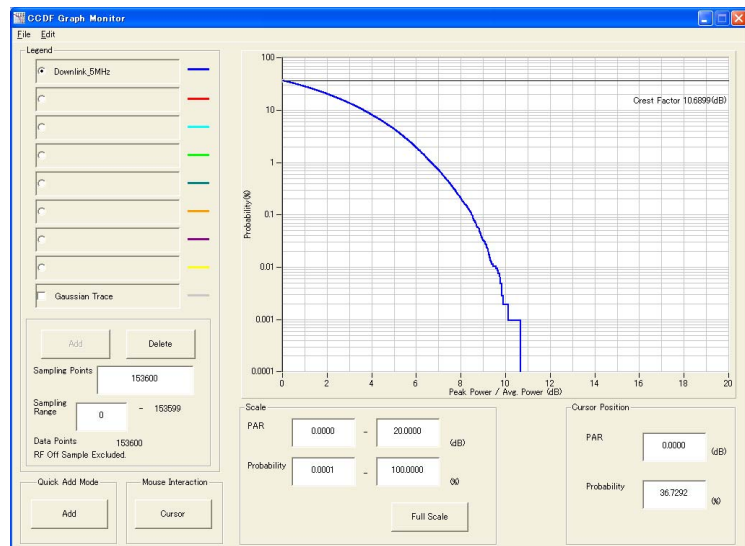 CCDF Graph Monitor
File Edit
Legend
Downlink_5MHz
Gaussian Trace
Add Delete
Sampling Points 153600
Sampling Range 0 - 153599
Data Points 153600
RF Off Sample Excluded.
Quick Add Mode
Add
Mouse Interaction
Cursor
Probability(%)
100
10
1
0.1
0.01
0.001
0.0001
Crest Factor 10.6899(dB)
0 2 4 6 8 10 12 14 16 18 20
Peak Power / Avg. Power (dB)
Scale
PAR 0.0000 - 20.0000 (dB)
Probability 0.0001 - 100.0000 (%)
Full Scale
Cursor Position
PAR 0.0000 (dB)
Probability 36.7292 (%)